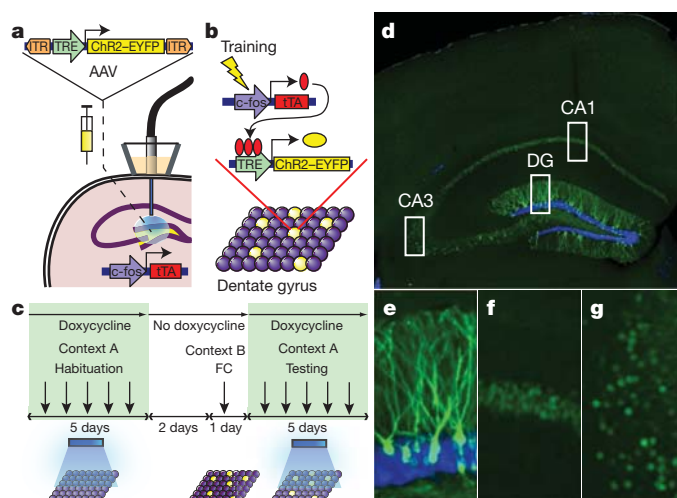 a
ITR TRE ChR2–EYFP ITR
AAV
c-fos tTA
b
Training
c-fos tTA
TRE ChR2–EYFP
Dentate gyrus
c
Doxycycline No doxycycline Doxycycline
Context A Context B Context A
Habituation FC Testing
5 days 2 days 1 day 5 days
d
CA1
DG
CA3
e f g